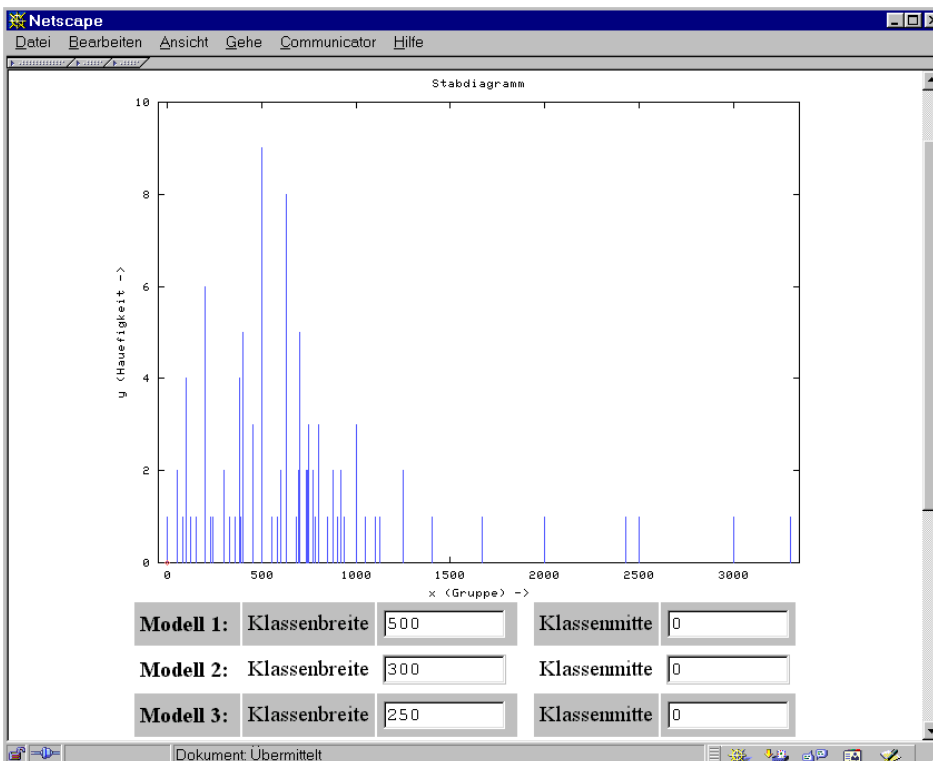 Netscape
Datei Bearbeiten Ansicht Gehe Communicator Hilfe
Stabdiagramm
10
8
6
4
2
0
y (Hauefigkeit ->
0 500 1000 1500 2000 2500 3000
x (Gruppe) ->
Modell 1: Klassenbreite 500 Klassenmitte 0
Modell 2: Klassenbreite 300 Klassenmitte 0
Modell 3: Klassenbreite 250 Klassenmitte 0
Dokument: Übermittelt